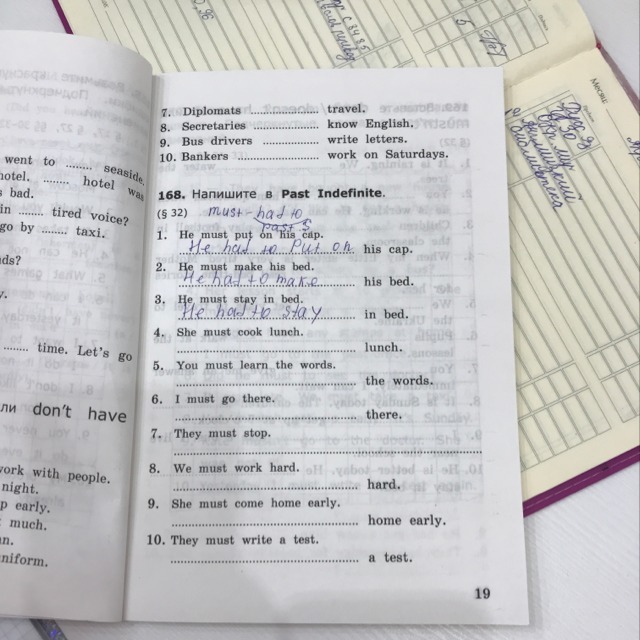 went to ........ seaside.
hotel. ........ hotel was
s bad.
in ........ tired voice?
go by ........ taxi.
nds?
y.
........ time. Let's go
ли don't have
work with people.
night.
p early.
much.
an.
niform.
7. Diplomats .................... travel.
8. Secretaries .................... know English.
9. Bus drivers .................... write letters.
10. Bankers .................... work on Saturdays.
168. Напишите в Past Indefinite.
(§ 32) must - had to
Past S
1. He must put on his cap.
He had to Put on his cap.
2. He must make his bed.
He had to make his bed.
3. He must stay in bed.
He had to stay in bed.
4. She must cook lunch.
.................... lunch.
5. You must learn the words.
.................... the words.
6. I must go there.
.................... there.
7. They must stop.
....................
8. We must work hard.
.................... hard.
9. She must come home early.
.................... home early.
10. They must write a test.
.................... a test.
19